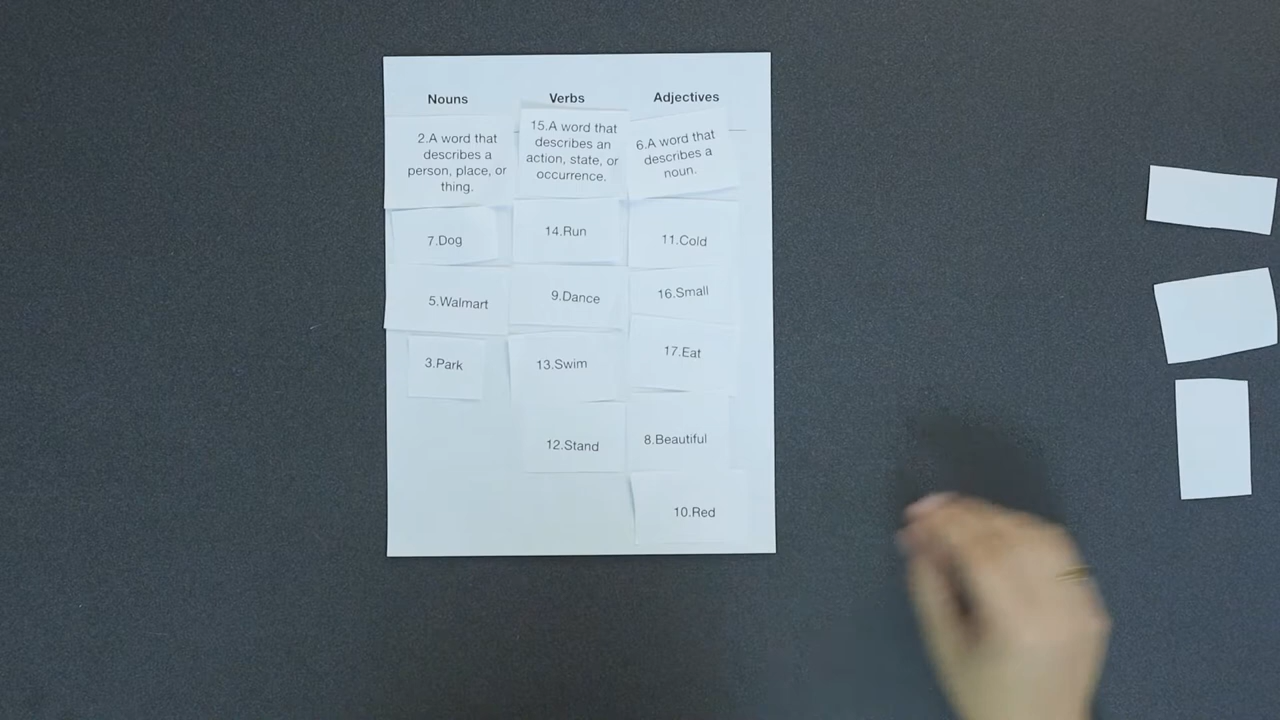 Nouns
Verbs
Adjectives
2.A word that
describes a
person, place, or
thing.
15.A word that
describes an
action, state, or
occurrence.
6.A word that
describes a
noun.
7.Dog
14.Run
11.Cold
5.Walmart
9.Dance
16.Small
3.Park
13.Swim
17.Eat
12.Stand
8.Beautiful
10.Red